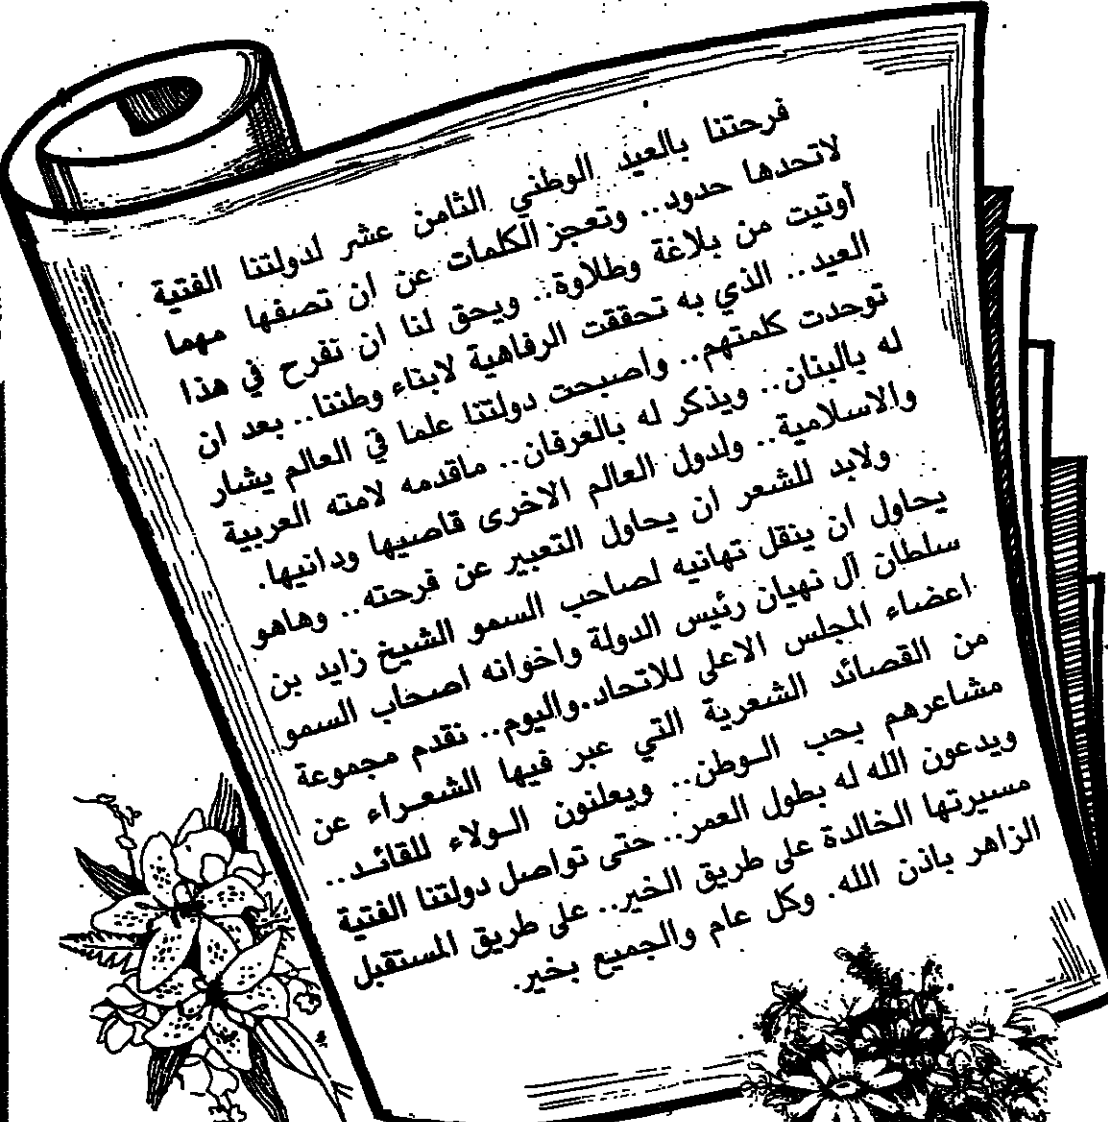 فرحتنا بالعيد الوطني الثامن عشر لدولتنا الفتية
لاتحدها حدود.. وتعجز الكلمات عن ان تصفها مهما
أوتيت من بلاغة وطلاوة.. ويحق لنا ان نفرح في هذا
العيد.. الذي به تحققت الرفاهية لابناء وطننا.. بعد ان
توحدت كلمتهم.. واصبحت دولتنا علما في العالم يشار
له بالبنان.. ويذكر له بالعرفان.. ماقدمه لامته العربية
والاسلامية.. ولدول العالم الاخرى قاصيها ودانيها.
ولابد للشعر أن يحاول التعبير عن فرحته.. وهاهو
يحاول ان ينقل تهانيه لصاحب السمو الشيخ زايد بن
سلطان آل نهيان رئيس الدولة واخوانه اصحاب السمو
اعضاء المجلس الاعلى للاتحاد.واليوم.. نقدم مجموعة
من القصائد الشعرية التي عبر فيها الشعـراء عن
مشاعرهم بحب الـوطن.. ويعلنون الـولاء للقائـد..
ويدعون الله له بطول العمر.. حتى تواصل دولتنا الفتية
مسيرتها الخالدة على طريق الخير.. على طريق المستقبل
الزاهر باذن الله. وكل عام والجميع بخير.